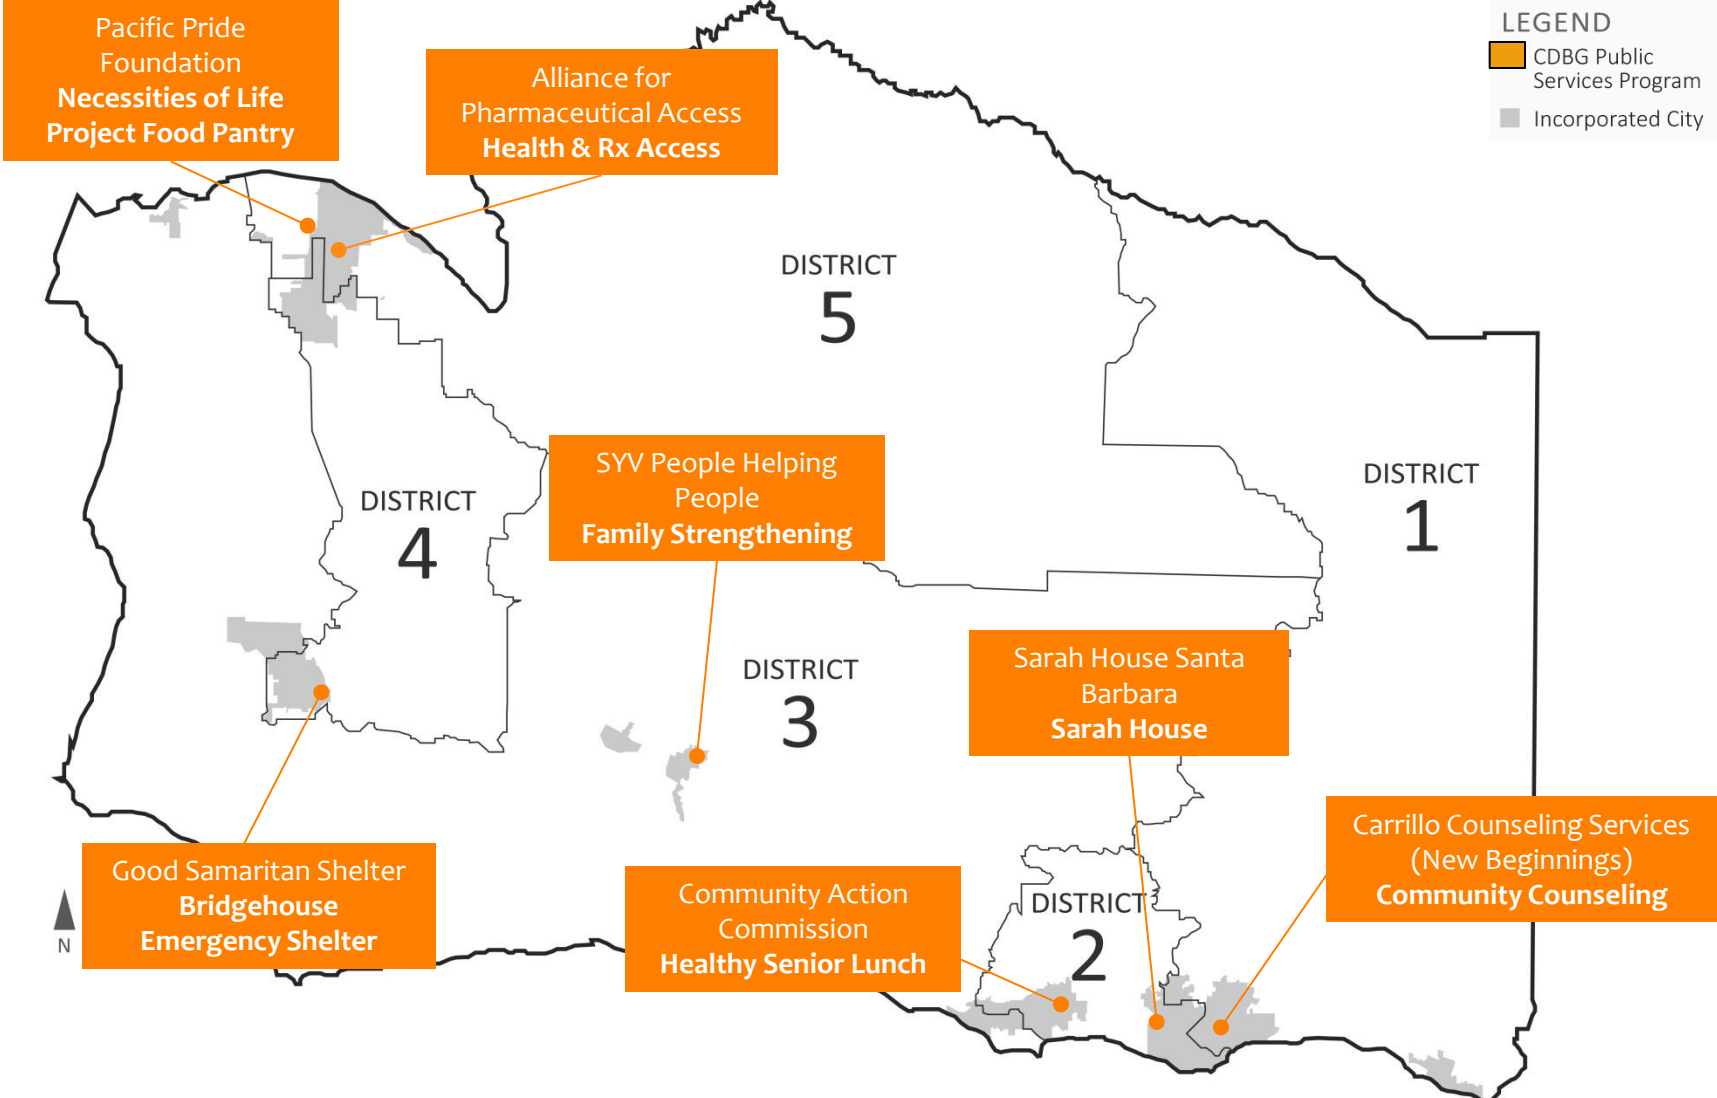 Pacific Pride
Foundation
Necessities of Life
Project Food Pantry
Alliance for
Pharmaceutical Access
Health & Rx Access
LEGEND
CDBG Public
Services Program
Incorporated City
DISTRICT
5
DISTRICT
4
SYV People Helping
People
Family Strengthening
DISTRICT
1
DISTRICT
3
Sarah House Santa
Barbara
Sarah House
Good Samaritan Shelter
Bridgehouse
Emergency Shelter
N
Community Action
Commission
Healthy Senior Lunch
DISTRICT
2
Carrillo Counseling Services
(New Beginnings)
Community Counseling